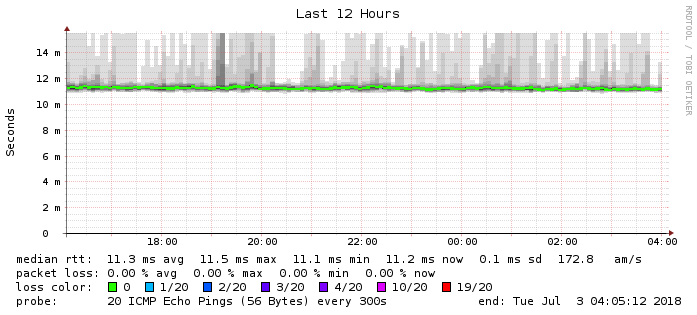 Last 12 Hours
RRDTOOL / TOBI OETIKER
Seconds
14 m
12 m
10 m
8 m
6 m
4 m
2 m
0
18:00 20:00 22:00 00:00 02:00 04:00
median rtt: 11.3 ms avg 11.5 ms max 11.1 ms min 11.2 ms now 0.1 ms sd 172.8 am/s
packet loss: 0.00 % avg 0.00 % max 0.00 % min 0.00 % now
loss color: 0 1/20 2/20 3/20 4/20 10/20 19/20
probe: 20 ICMP Echo Pings (56 Bytes) every 300s end: Tue Jul 3 04:05:12 2018